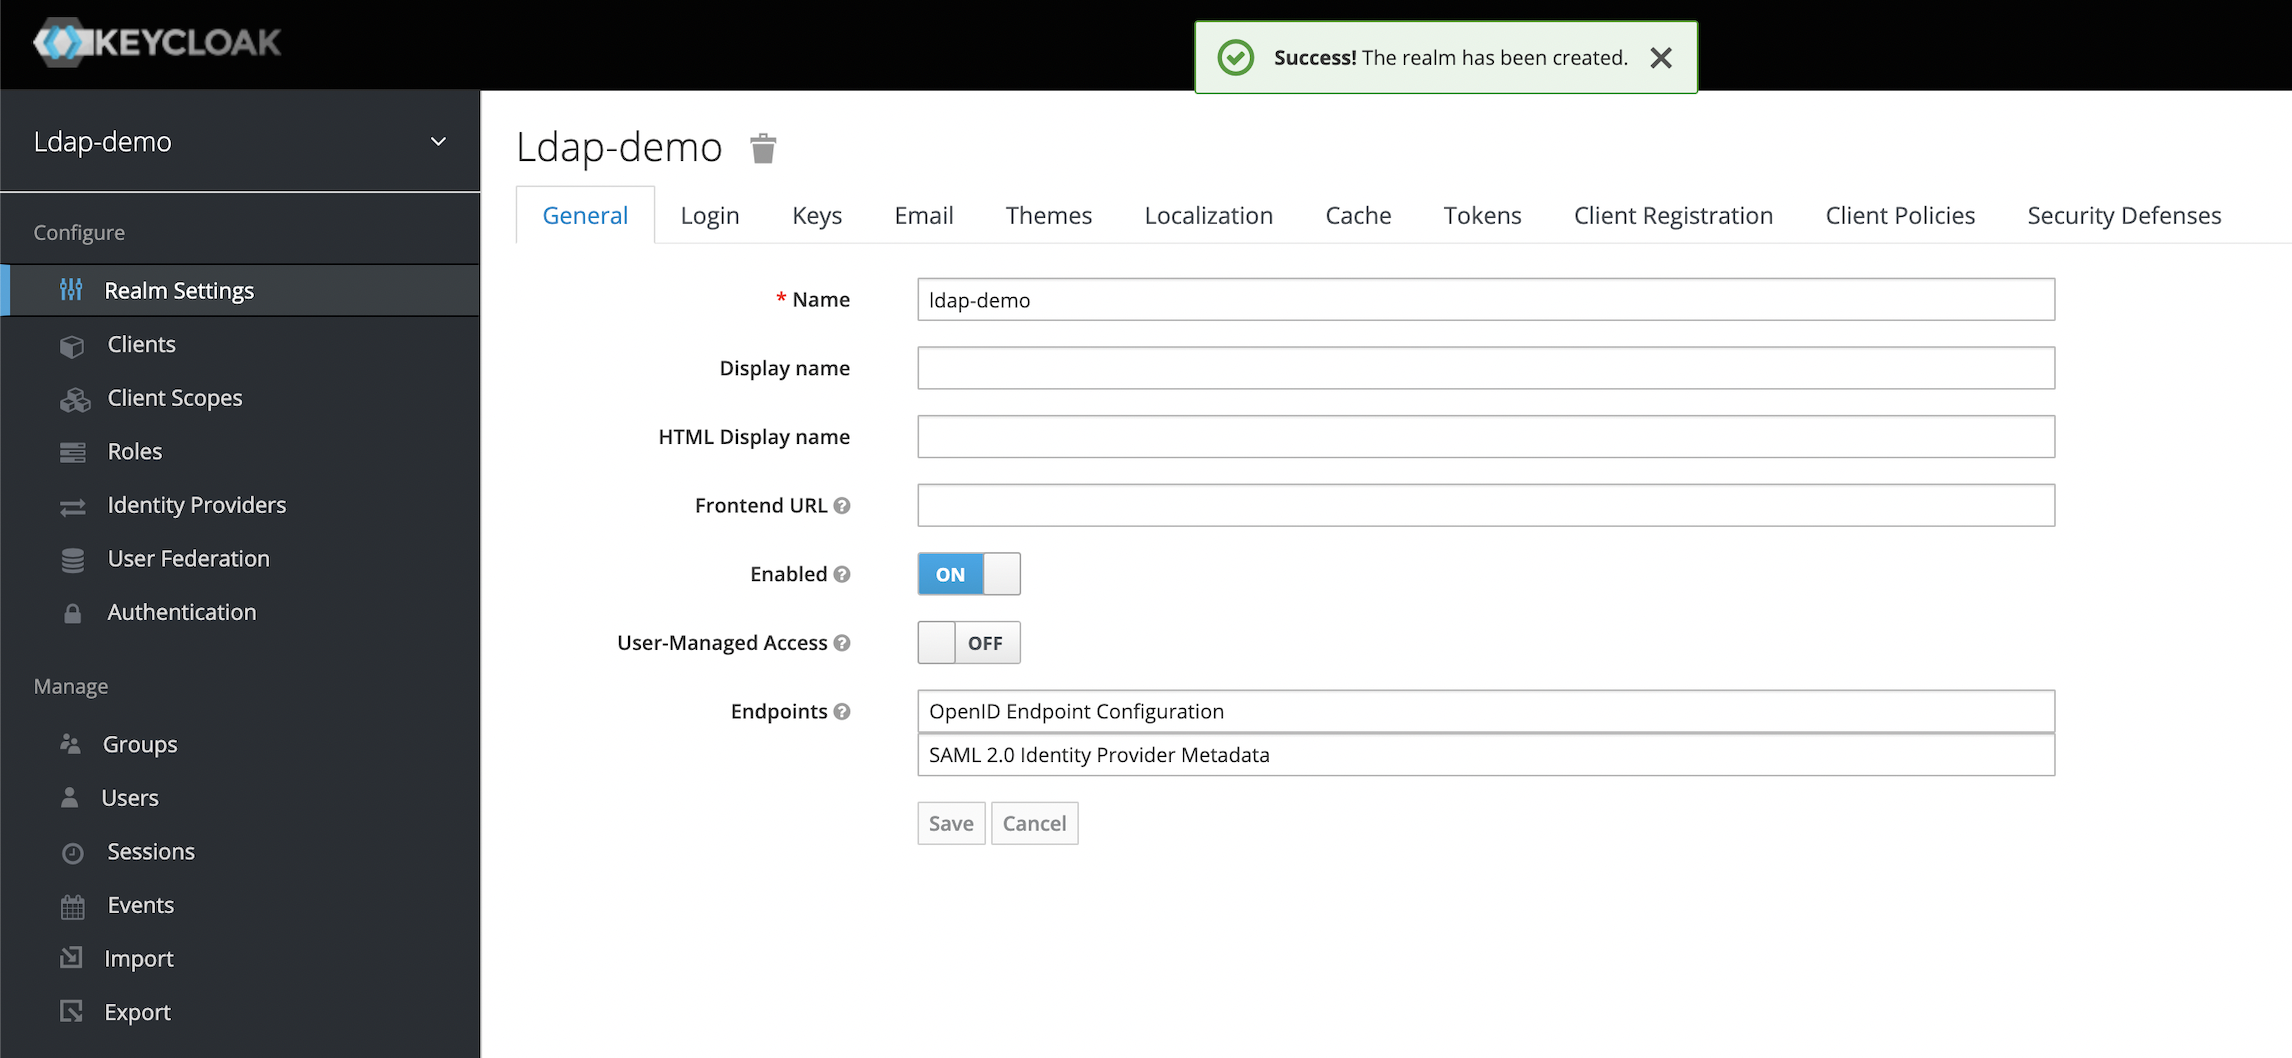 KEYCLOAK
Success! The realm has been created.
Ldap-demo
Configure
Realm Settings
Clients
Client Scopes
Roles
Identity Providers
User Federation
Authentication
Manage
Groups
Users
Sessions
Events
Import
Export
Ldap-demo
General Login Keys Email Themes Localization Cache Tokens Client Registration Client Policies Security Defenses
* Name ldap-demo
Display name
HTML Display name
Frontend URL ?
Enabled ? ON
User-Managed Access ? OFF
Endpoints ? OpenID Endpoint Configuration
SAML 2.0 Identity Provider Metadata
Save Cancel